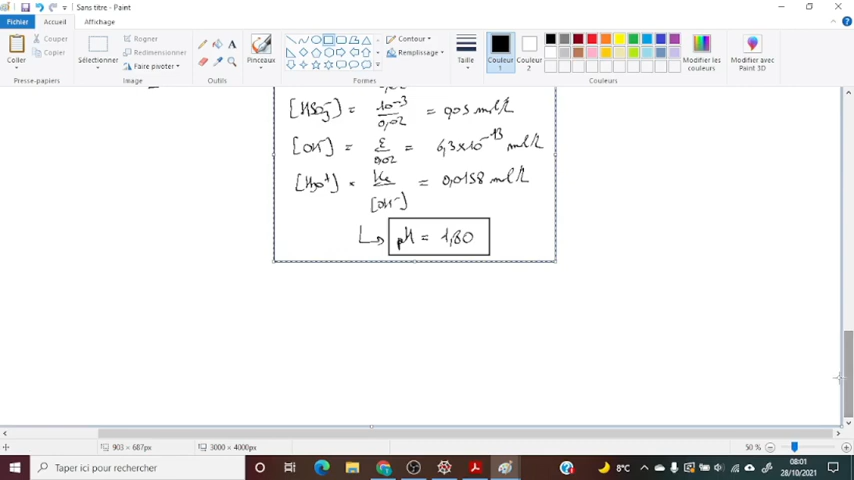 Sans titre - Paint
Fichier Accueil Affichage
Coller
Couper
Copier
Presse-papiers
Sélectionner
Rogner
Redimensionner
Faire pivoter
Image
Outils
Pinceaux
Contour
Remplissage
Formes
Taille
Couleur 1
Couleur 2
Modifier les couleurs
Modifier avec Paint 3D
Couleurs
[HSO3-] = 10-3 / 0,02 = 0,05 mol/L
[OH-] = ε / 0,02 = 6,3x10-13 mol/L
[H3O+] = Ke / [OH-] = 0,0158 mol/L
pH = 1,80
903 × 687px
3000 × 4000px
50 %
Taper ici pour rechercher
8°C
08:01
28/10/2021